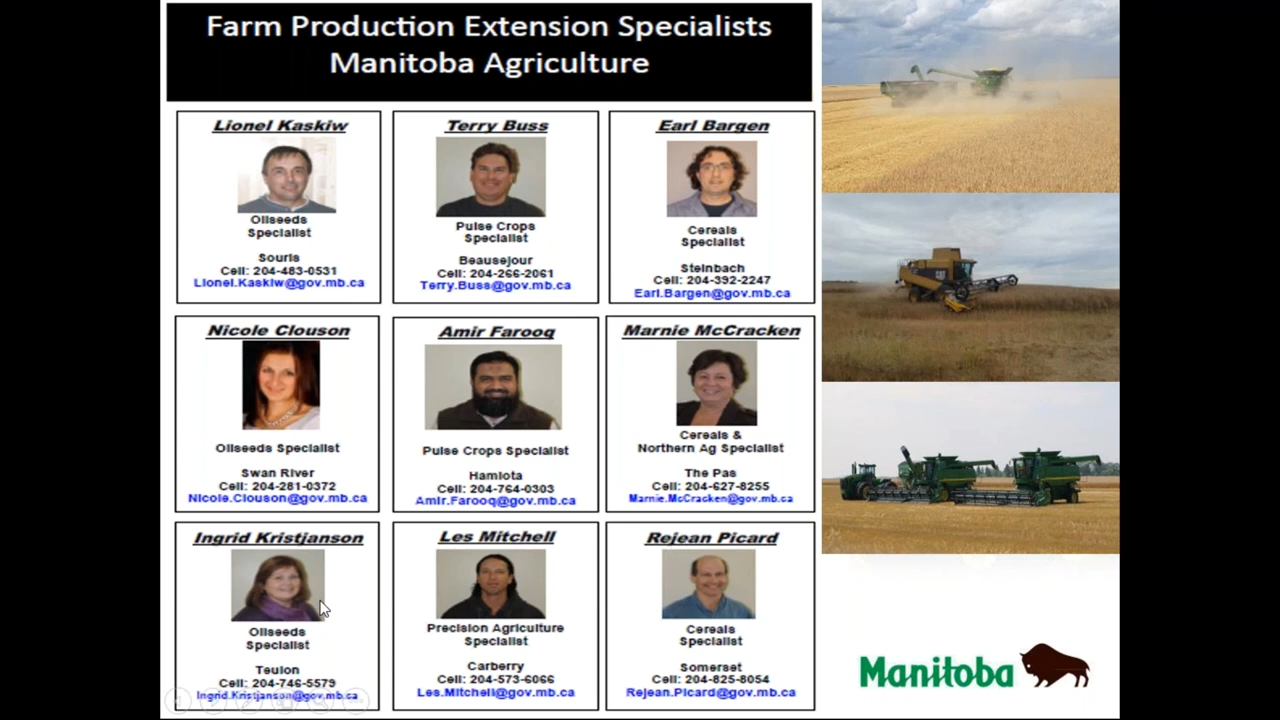 Farm Production Extension Specialists
Manitoba Agriculture
Lionel Kaskiw
Oilseeds
Specialist
Souris
Cell: 204-483-0531
Lionel.Kaskiw@gov.mb.ca
Terry Buss
Pulse Crops
Specialist
Beausejour
Cell: 204-266-2061
Terry.Buss@gov.mb.ca
Earl Bargen
Cereals
Specialist
Steinbach
Cell: 204-392-2247
Earl.Bargen@gov.mb.ca
Nicole Clouson
Oilseeds Specialist
Swan River
Cell: 204-281-0372
Nicole.Clouson@gov.mb.ca
Amir Farooq
Pulse Crops Specialist
Hamiota
Cell: 204-764-0303
Amir.Farooq@gov.mb.ca
Marnie McCracken
Cereals &
Northern Ag Specialist
The Pas
Cell: 204-627-8255
Marnie.McCracken@gov.mb.ca
Ingrid Kristjanson
Oilseeds
Specialist
Teulon
Cell: 204-746-5579
Ingrid.Kristjanson@gov.mb.ca
Les Mitchell
Precision Agriculture
Specialist
Carberry
Cell: 204-573-6066
Les.Mitchell@gov.mb.ca
Rejean Picard
Cereals
Specialist
Somerset
Cell: 204-825-8054
Rejean.Picard@gov.mb.ca
Manitoba